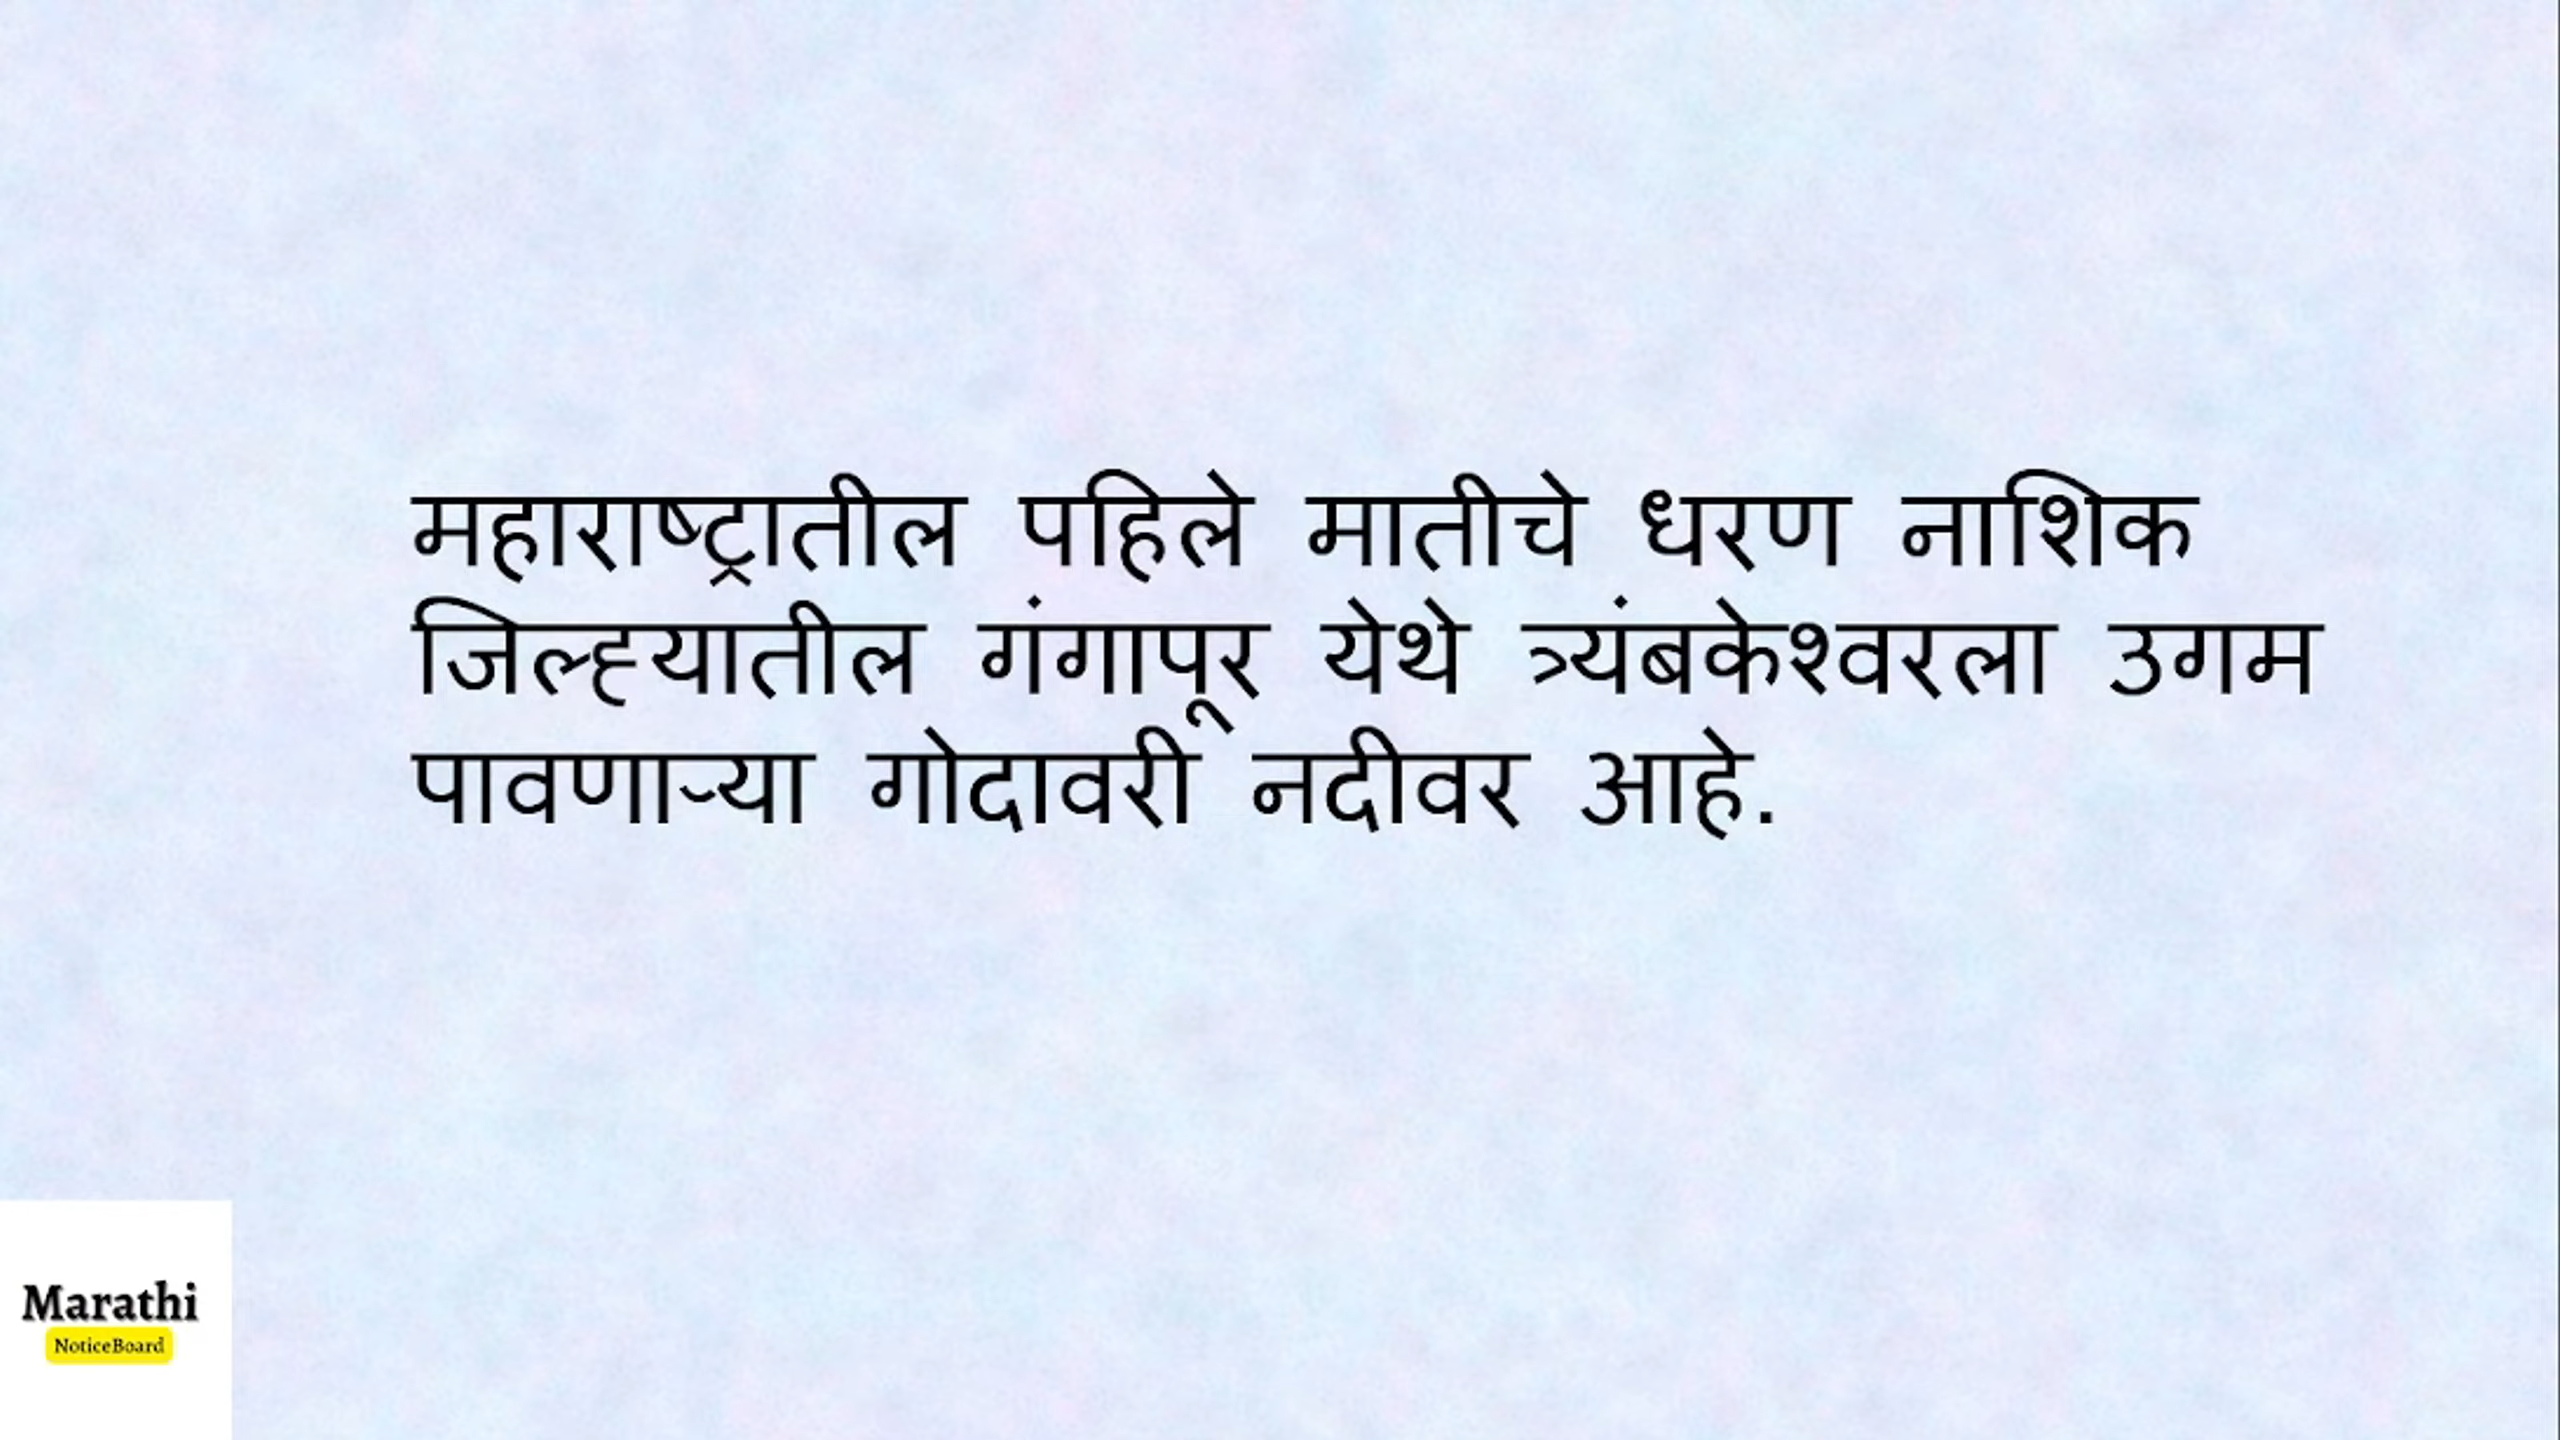 महाराष्ट्रातील पहिले मातीचे धरण नाशिक
जिल्ह्यातील गंगापूर येथे त्र्यंबकेश्वरला उगम
पावणाऱ्या गोदावरी नदीवर आहे.
Marathi
NoticeBoard